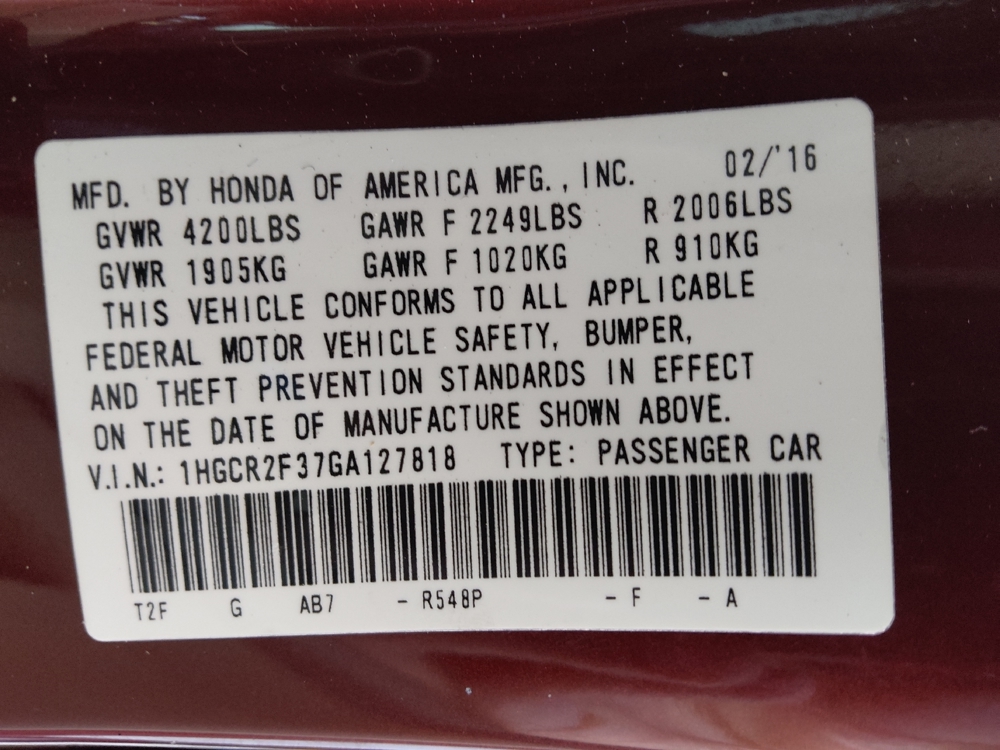 MFD. BY HONDA OF AMERICA MFG., INC. 02/'16
GVWR 4200LBS GAWR F 2249LBS R 2006LBS
GVWR 1905KG GAWR F 1020KG R 910KG
THIS VEHICLE CONFORMS TO ALL APPLICABLE
FEDERAL MOTOR VEHICLE SAFETY, BUMPER,
AND THEFT PREVENTION STANDARDS IN EFFECT
ON THE DATE OF MANUFACTURE SHOWN ABOVE.
V.I.N.: 1HGCR2F37GA127818 TYPE: PASSENGER CAR
T2F G AB7 - R548P - F - A